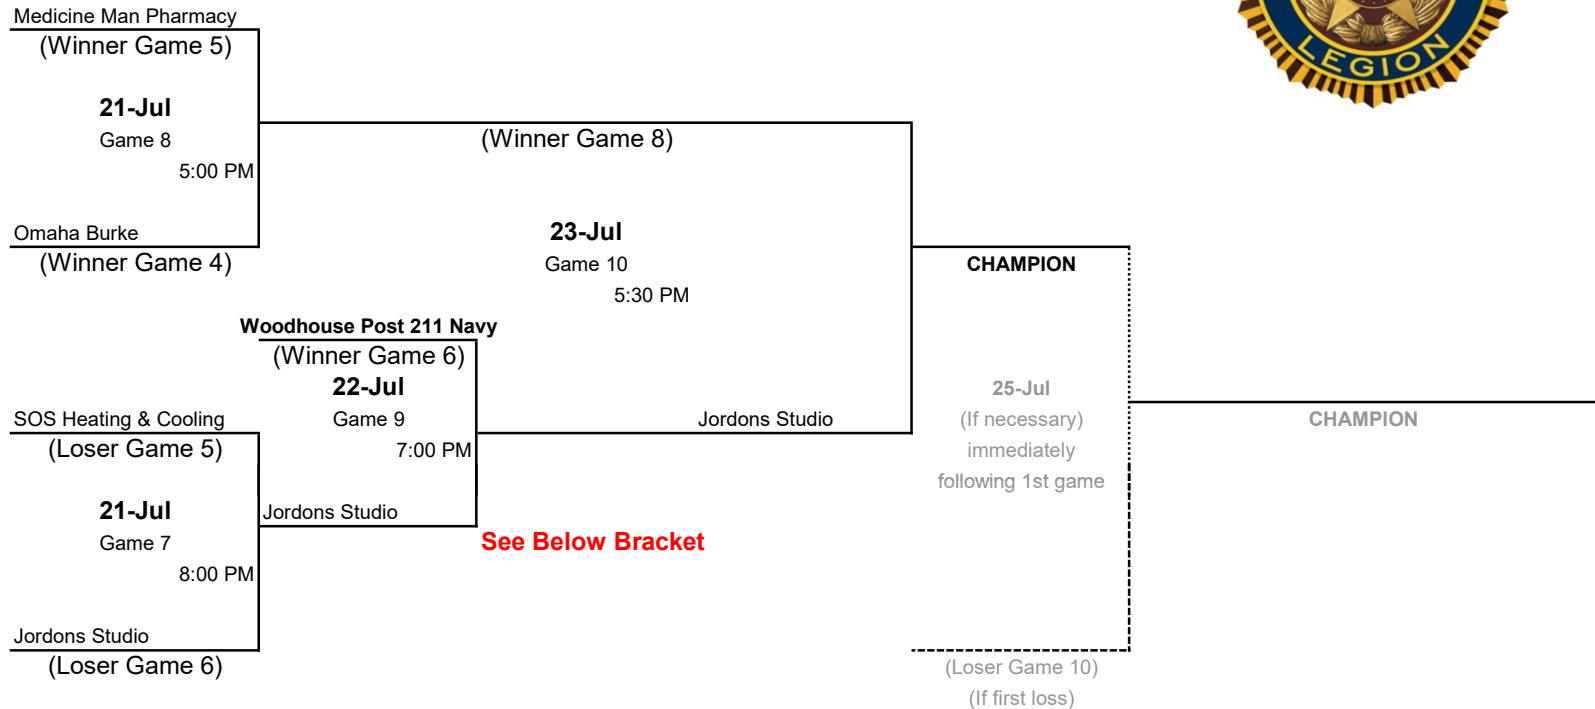 Medicine Man Pharmacy
(Winner Game 5)
LEGION
21-Jul
Game 8
5:00 PM
(Winner Game 8)
Omaha Burke
(Winner Game 4)
23-Jul
Game 10
5:30 PM
CHAMPION
Woodhouse Post 211 Navy
(Winner Game 6)
22-Jul
Game 9
7:00 PM
SOS Heating & Cooling
(Loser Game 5)
Jordons Studio
25-Jul
(If necessary)
immediately
following 1st game
CHAMPION
21-Jul
Game 7
8:00 PM
Jordons Studio
See Below Bracket
Jordons Studio
(Loser Game 6)
(Loser Game 10)
(If first loss)